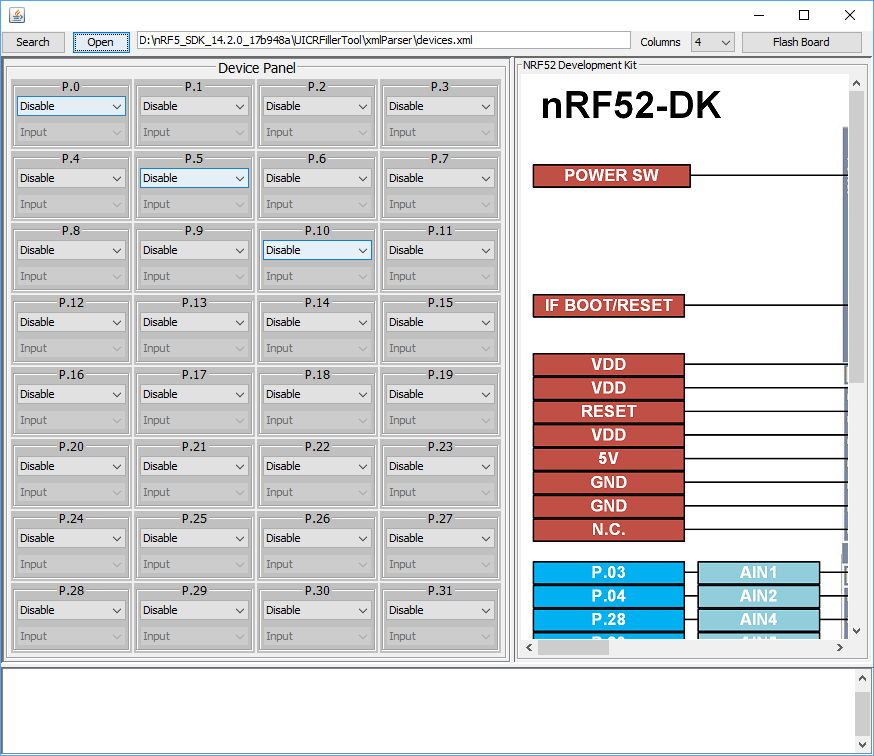 Search Open D:\nRF5_SDK_14.2.0_17b948a\UICRFillerTool\xmlParser\devices.xml Columns 4 Flash Board
Device Panel
P.0 P.1 P.2 P.3
Disable Disable Disable Disable
Input Input Input Input
P.4 P.5 P.6 P.7
Disable Disable Disable Disable
Input Input Input Input
P.8 P.9 P.10 P.11
Disable Disable Disable Disable
Input Input Input Input
P.12 P.13 P.14 P.15
Disable Disable Disable Disable
Input Input Input Input
P.16 P.17 P.18 P.19
Disable Disable Disable Disable
Input Input Input Input
P.20 P.21 P.22 P.23
Disable Disable Disable Disable
Input Input Input Input
P.24 P.25 P.26 P.27
Disable Disable Disable Disable
Input Input Input Input
P.28 P.29 P.30 P.31
Disable Disable Disable Disable
Input Input Input Input
NRF52 Development Kit
nRF52-DK
POWER SW
IF BOOT/RESET
VDD
VDD
RESET
VDD
5V
GND
GND
N.C.
P.03 AIN1
P.04 AIN2
P.28 AIN4